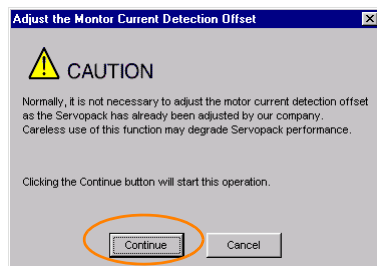 Adjust the Montor Current Detection Offset
CAUTION
Normally, it is not necessary to adjust the motor current detection offset
as the Servopack has already been adjusted by our company.
Careless use of this function may degrade Servopack performance.
Clicking the Continue button will start this operation.
Continue
Cancel